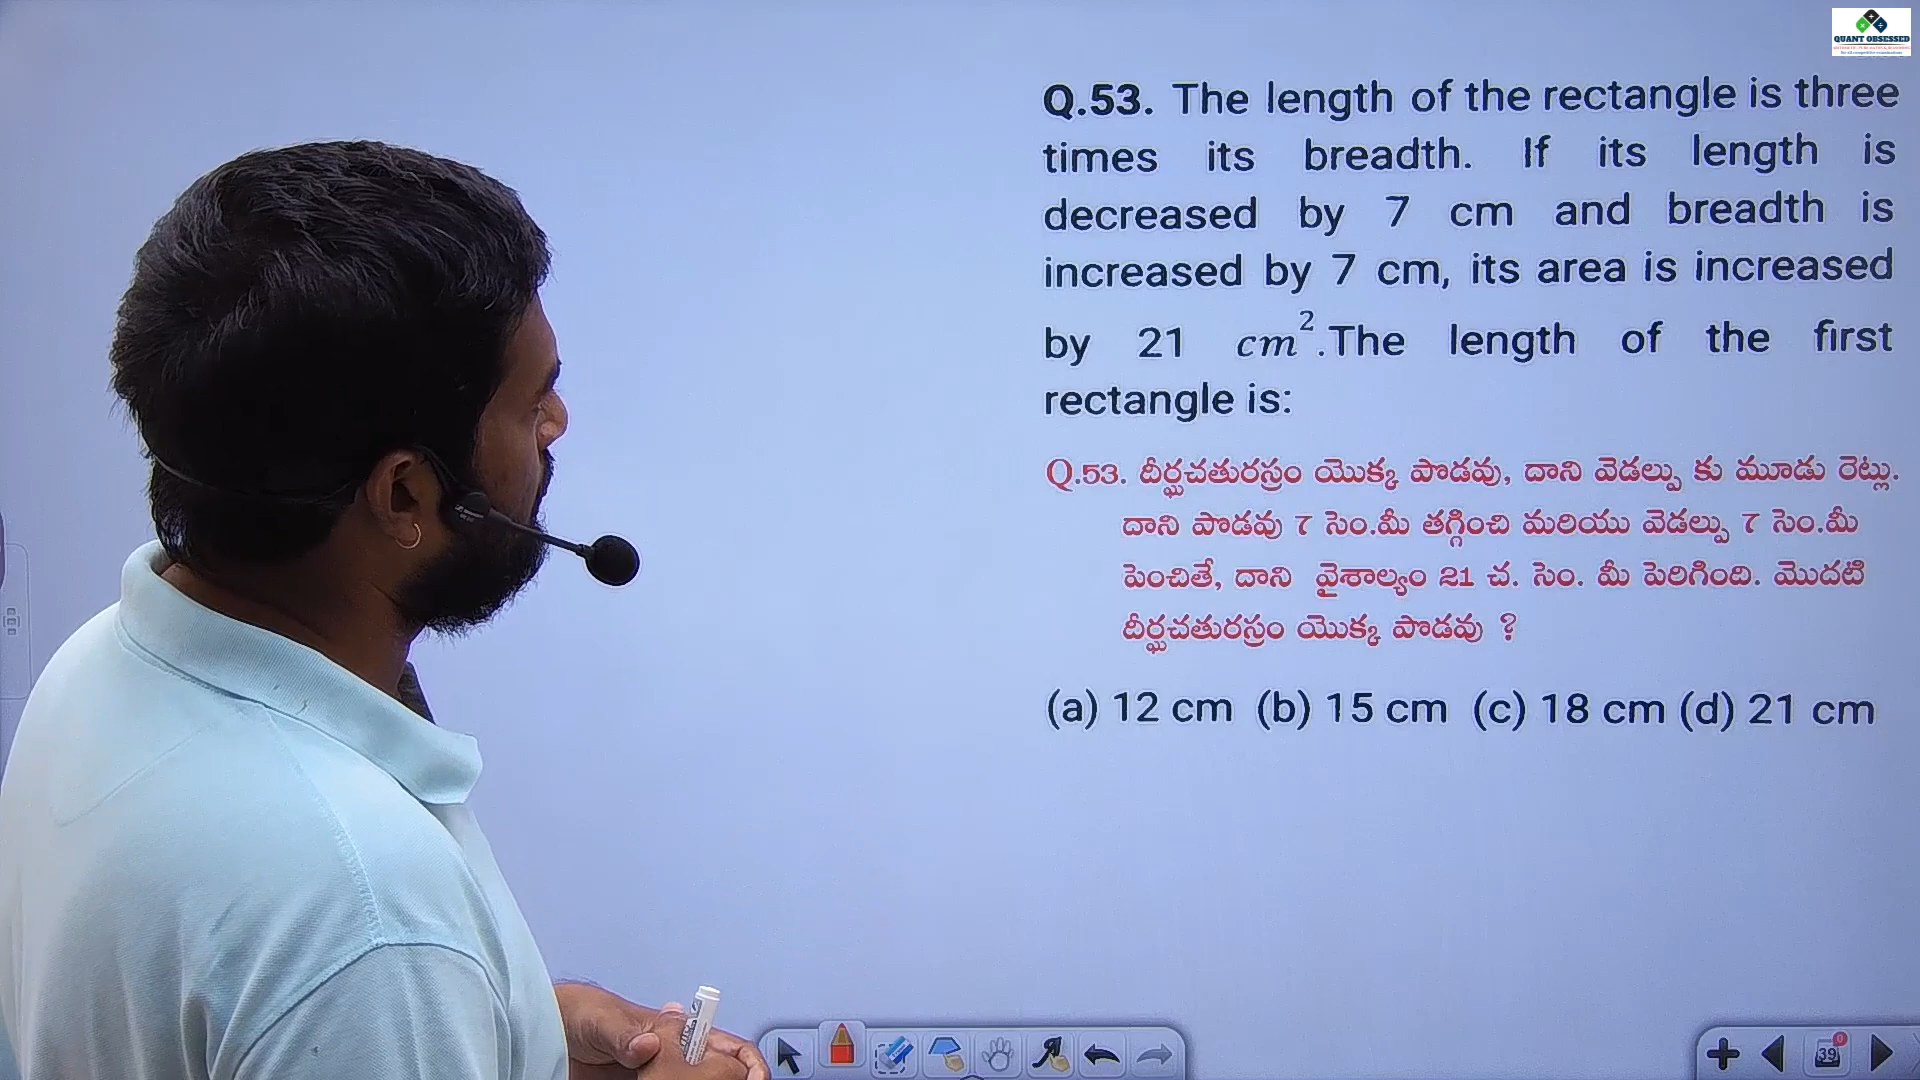 QUANT OBSESSED
Q.53. The length of the rectangle is three
times its breadth. If its length is
decreased by 7 cm and breadth is
increased by 7 cm, its area is increased
by 21 cm².The length of the first
rectangle is:
Q.53. దీర్ఘచతురస్రం యొక్క పొడవు, దాని వెడల్పు కు మూడు రెట్లు.
దాని పొడవు 7 సెం.మీ తగ్గించి మరియు వెడల్పు 7 సెం.మీ
పెంచితే, దాని వైశాల్యం 21 చ. సెం. మీ పెరిగింది. మొదటి
దీర్ఘచతురస్రం యొక్క పొడవు ?
(a) 12 cm (b) 15 cm (c) 18 cm (d) 21 cm
39
0